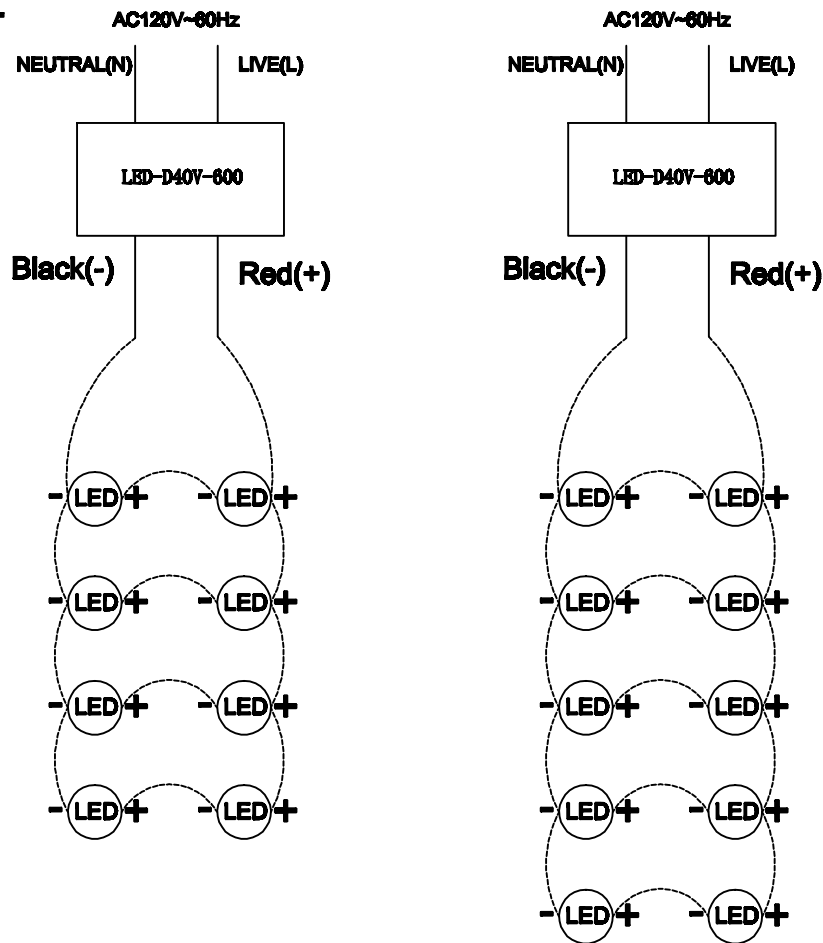 AC120V~60Hz AC120V~60Hz
NEUTRAL(N) LIVE(L) NEUTRAL(N) LIVE(L)
LED-D40V-600 LED-D40V-600
Black(-) Red(+) Black(-) Red(+)
- LED + - LED + - LED + - LED +
- LED + - LED + - LED + - LED +
- LED + - LED + - LED + - LED +
- LED + - LED + - LED + - LED +
- LED + - LED +